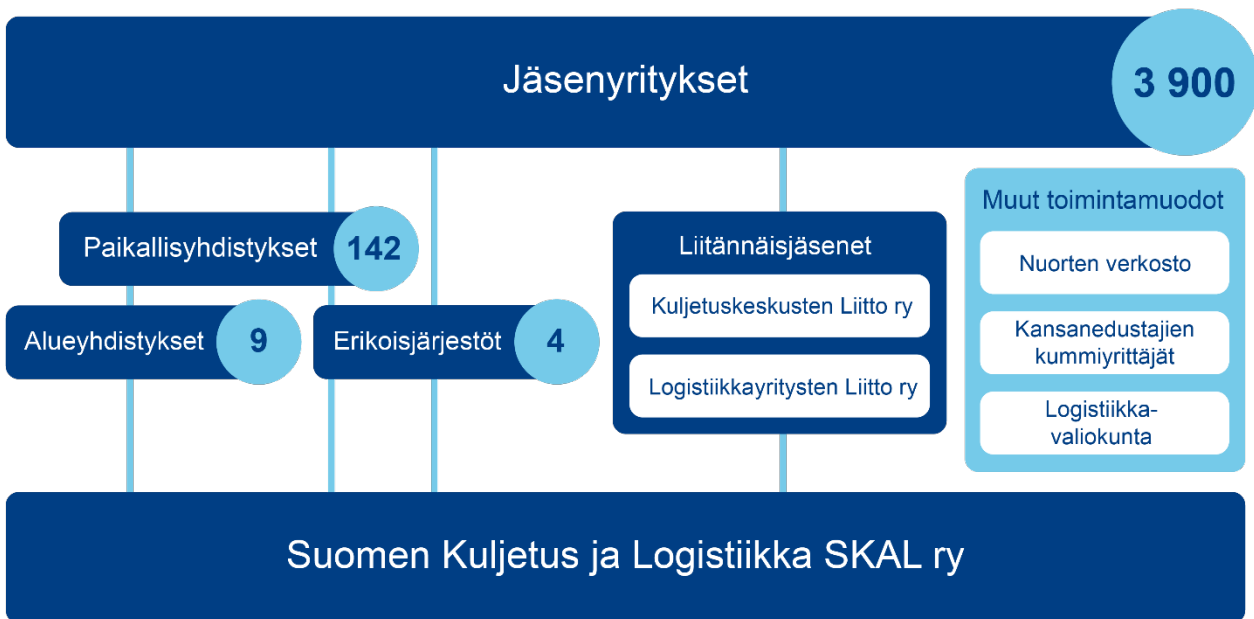 Jäsenyritykset
3 900
Paikallisyhdistykset
142
Alueyhdistykset
9
Erikoisjärjestöt
4
Liitännäisjäsenet
Kuljetuskeskusten Liitto ry
Logistiikkayritysten Liitto ry
Muut toimintamuodot
Nuorten verkosto
Kansanedustajien
kummiyrittäjät
Logistiikka-
valiokunta
Suomen Kuljetus ja Logistiikka SKAL ry